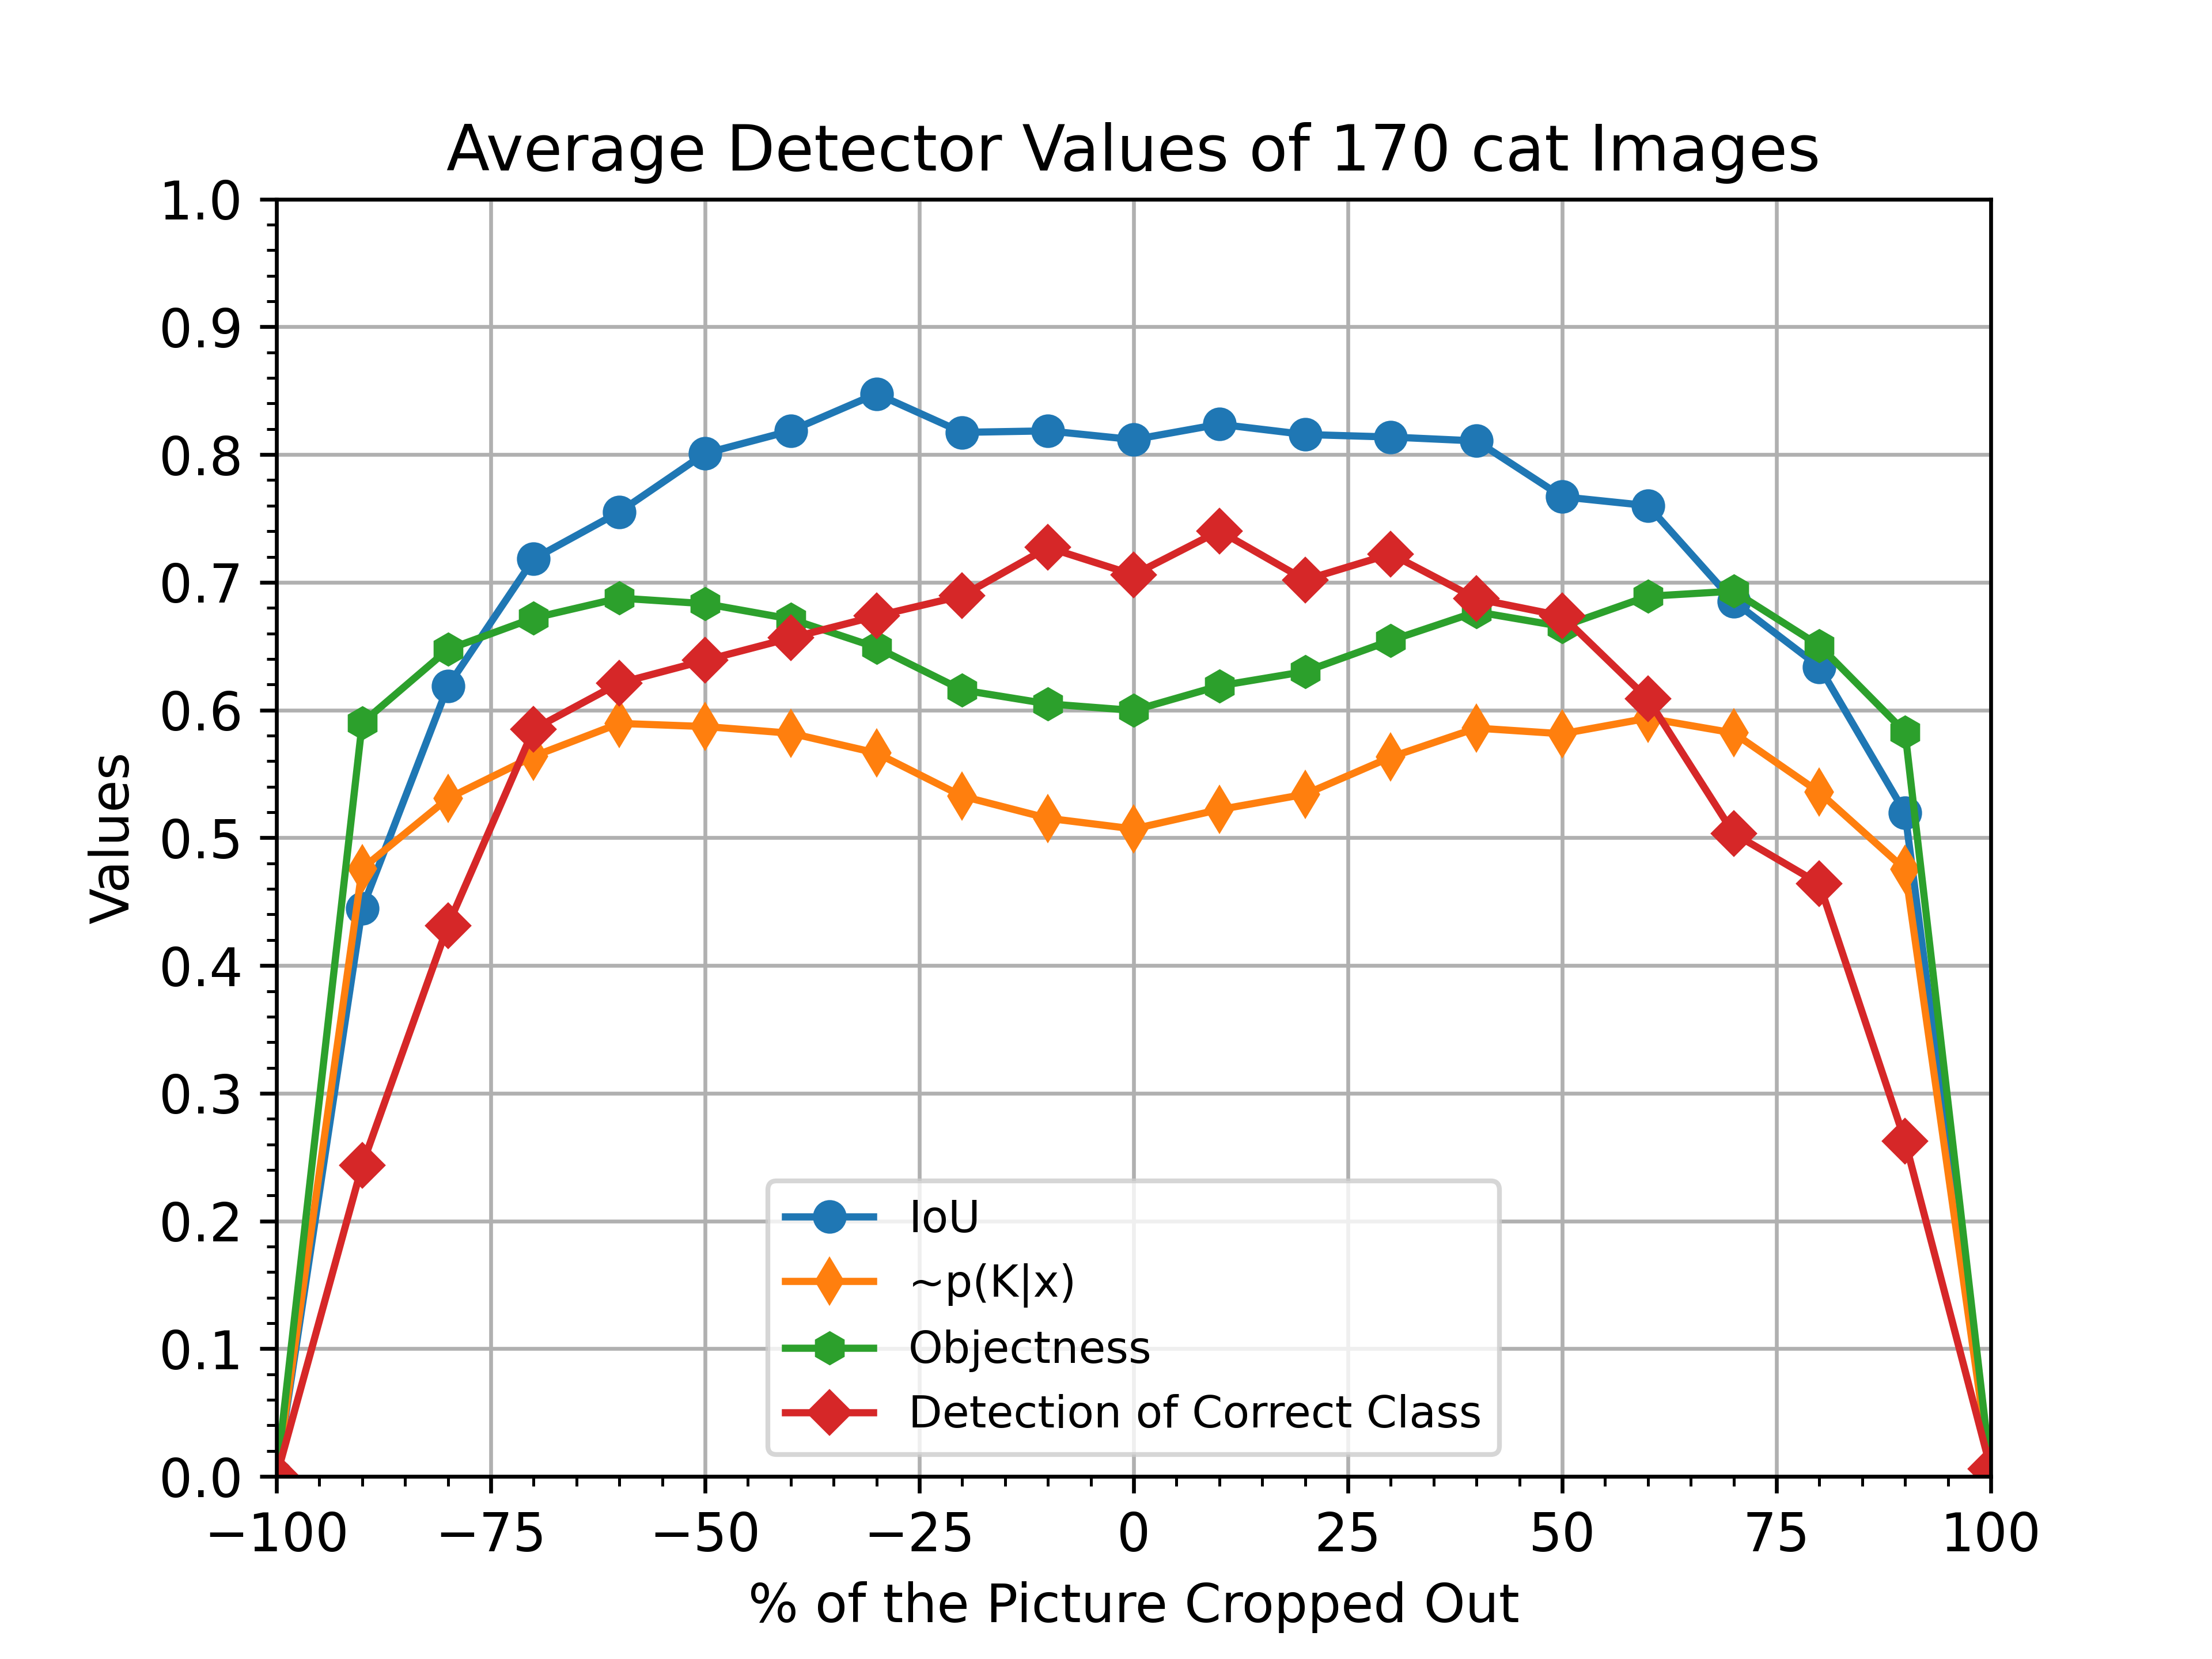 Average Detector Values of 170 cat Images
1.0
0.9
0.8
0.7
0.6
0.5
0.4
0.3
0.2
0.1
0.0
Values
IoU
~p(K|x)
Objectness
Detection of Correct Class
−100 −75 −50 −25 0 25 50 75 100
% of the Picture Cropped Out